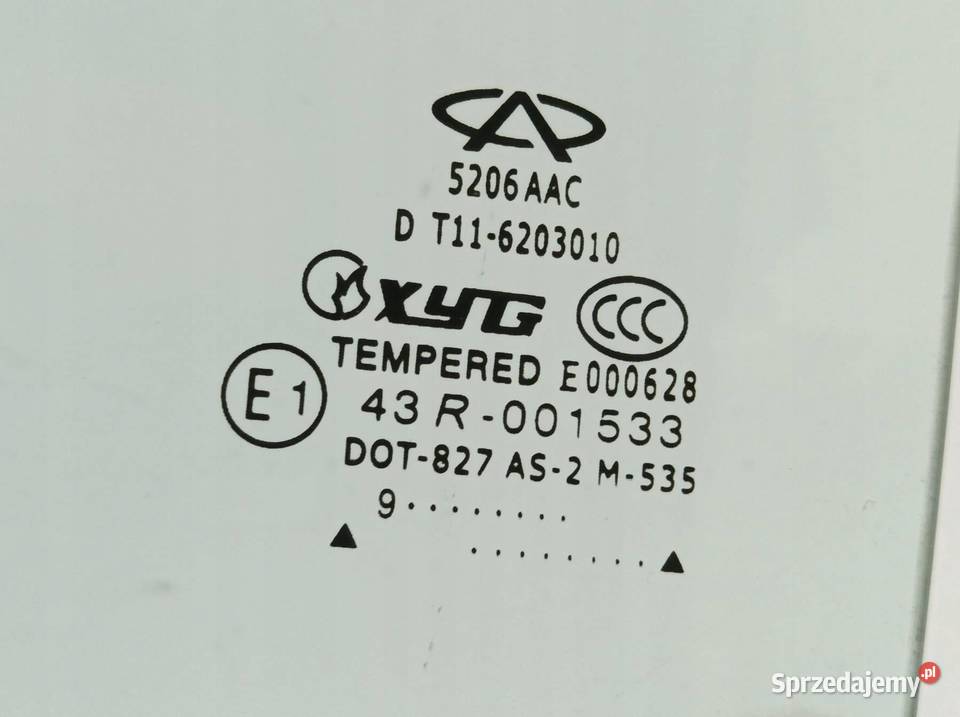 5206AAC
D T11-6203010
XYG CCC
TEMPERED E000628
E1 43R-001533
DOT-827 AS-2 M-535
9........
........
Sprzedajemy.pl